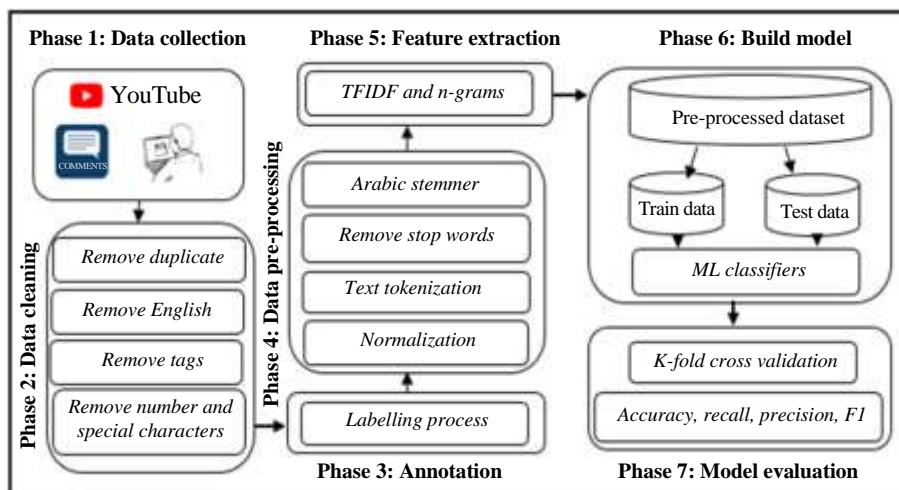 Phase 1: Data collection
YouTube
COMMENTS
Phase 2: Data cleaning
Remove duplicate
Remove English
Remove tags
Remove number and
special characters
Phase 3: Annotation
Labelling process
Phase 4: Data pre-processing
Arabic stemmer
Remove stop words
Text tokenization
Normalization
Phase 5: Feature extraction
TFIDF and n-grams
Phase 6: Build model
Pre-processed dataset
Train data
Test data
ML classifiers
K-fold cross validation
Accuracy, recall, precision, F1
Phase 7: Model evaluation